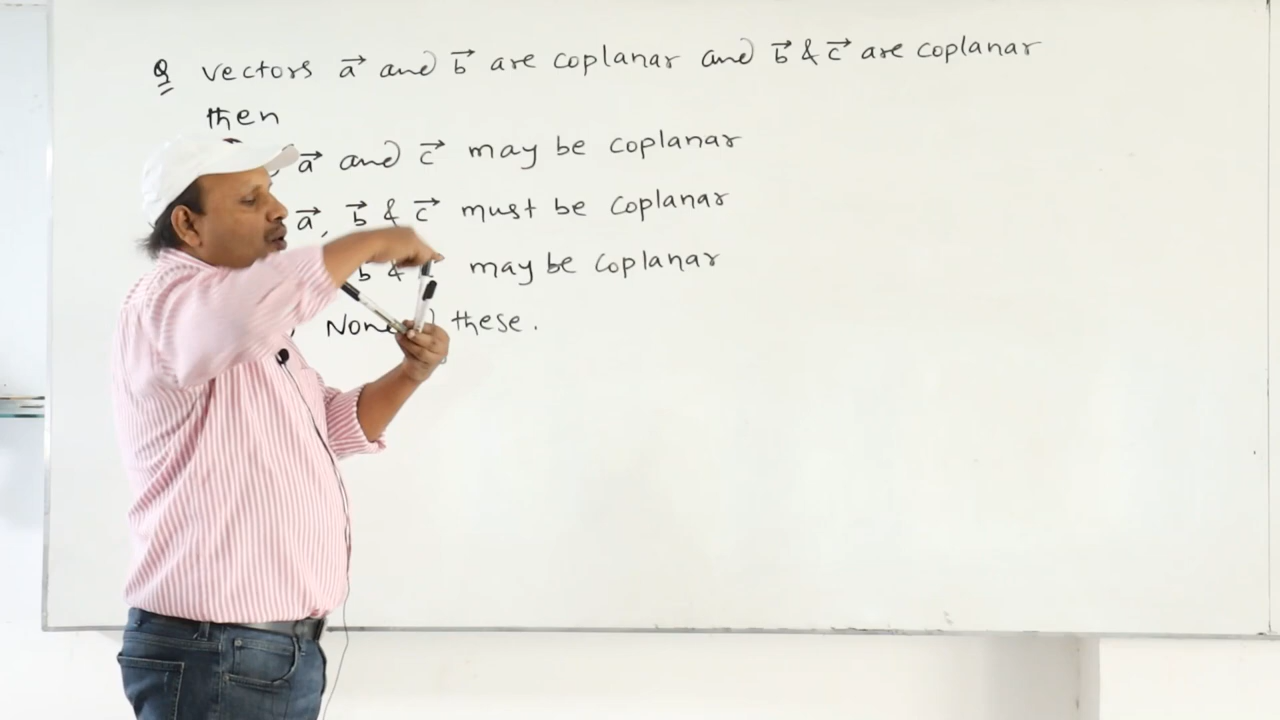 Q vectors a⃗ and b⃗ are coplanar and b⃗ & c⃗ are coplanar
then
a⃗ and c⃗ may be coplanar
a⃗, b⃗ & c⃗ must be coplanar
b & may be coplanar
None these.